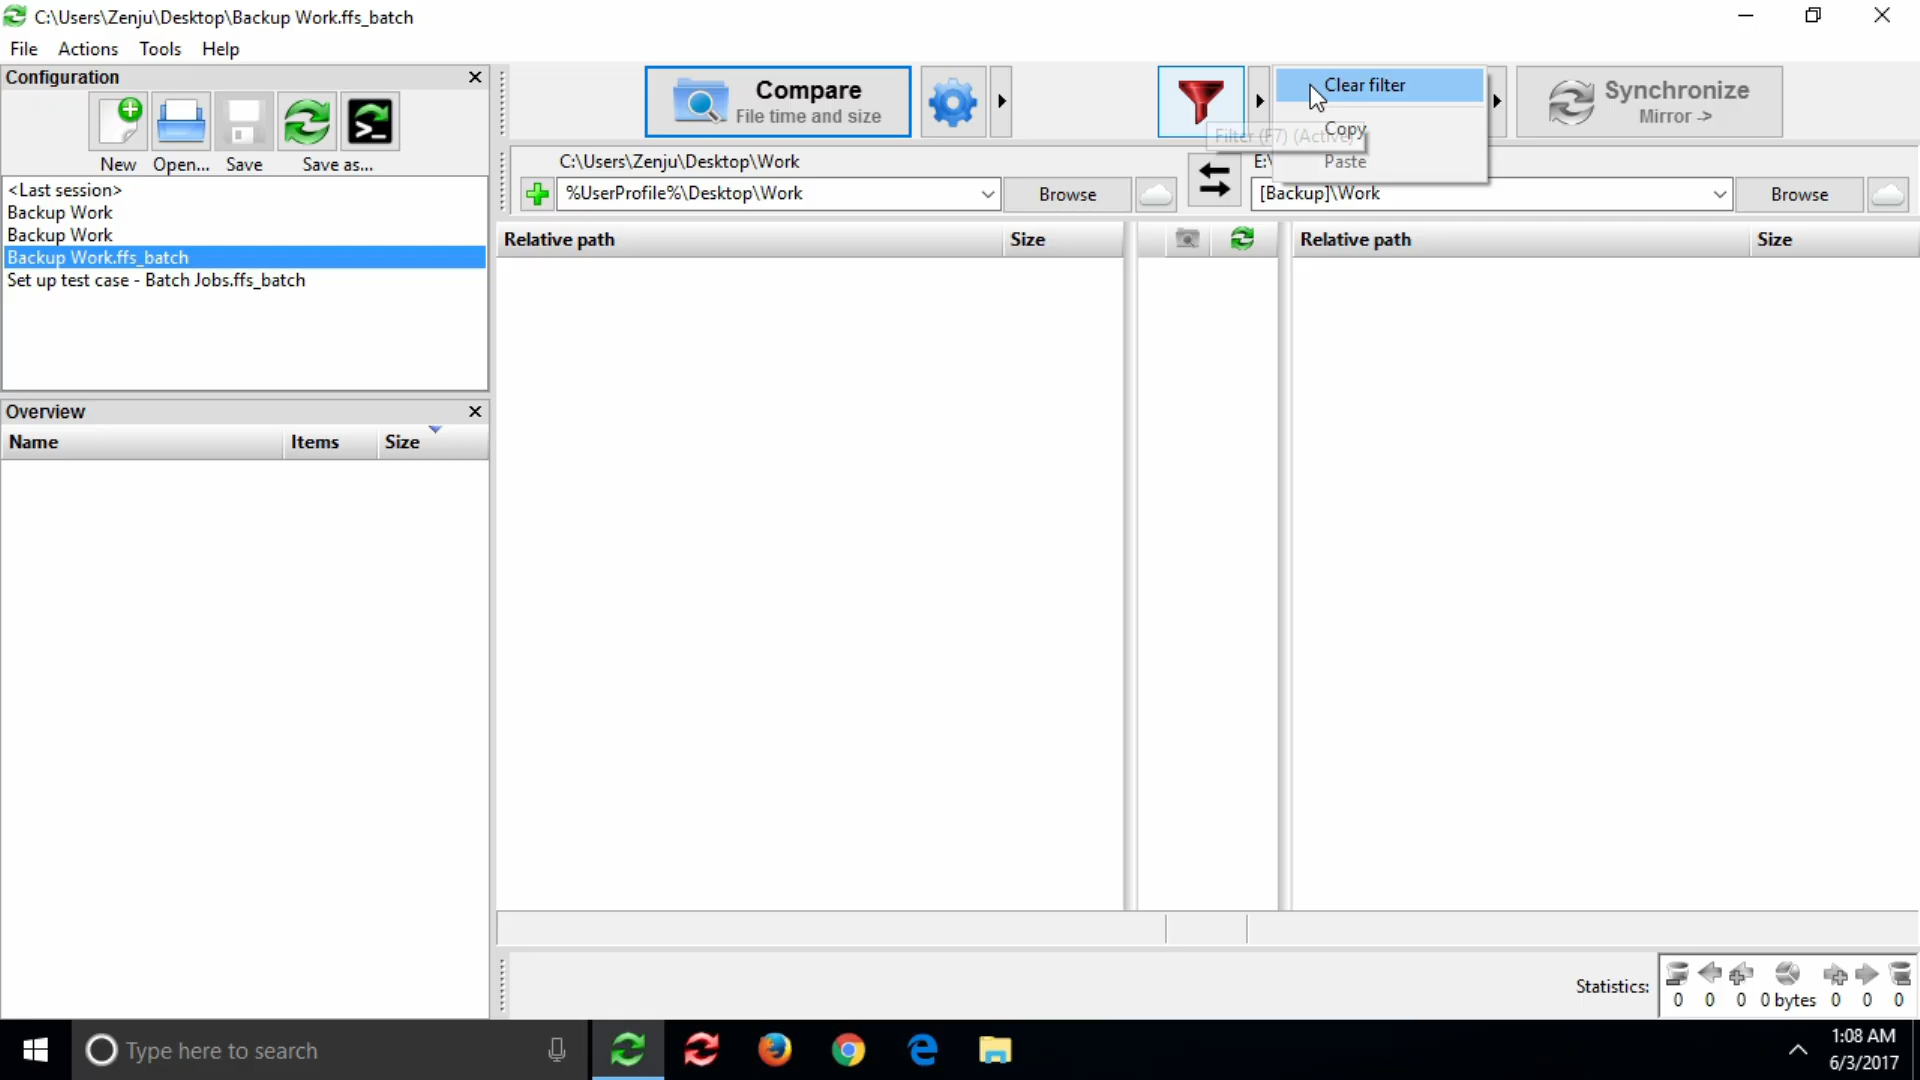 C:\Users\Zenju\Desktop\Backup Work.ffs_batch
File Actions Tools Help
Configuration
New Open... Save Save as...
<Last session>
Backup Work
Backup Work
Backup Work.ffs_batch
Set up test case - Batch Jobs.ffs_batch
Overview
Name Items Size
Compare
File time and size
Clear filter
Filter (F7) (Active)
Copy
Paste
Synchronize
Mirror ->
C:\Users\Zenju\Desktop\Work
E:\
%UserProfile%\Desktop\Work
Browse
[Backup]\Work
Browse
Relative path Size
Relative path Size
Statistics:
0 0 0 0 bytes 0 0 0
Type here to search
1:08 AM
6/3/2017